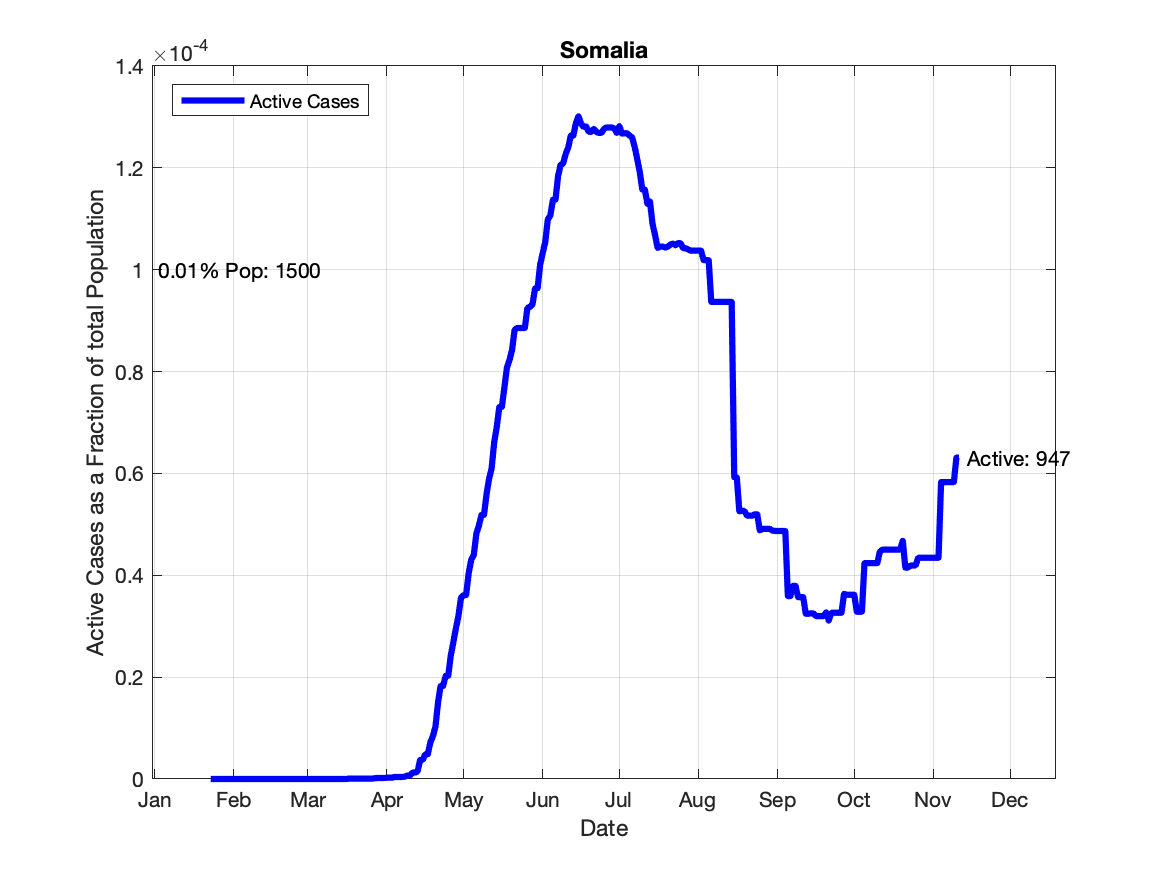 Somalia
×10-4
1.4
1.2
1
0.8
0.6
0.4
0.2
0
Active Cases
0.01% Pop: 1500
Active: 947
Active Cases as a Fraction of total Population
Jan Feb Mar Apr May Jun Jul Aug Sep Oct Nov Dec
Date